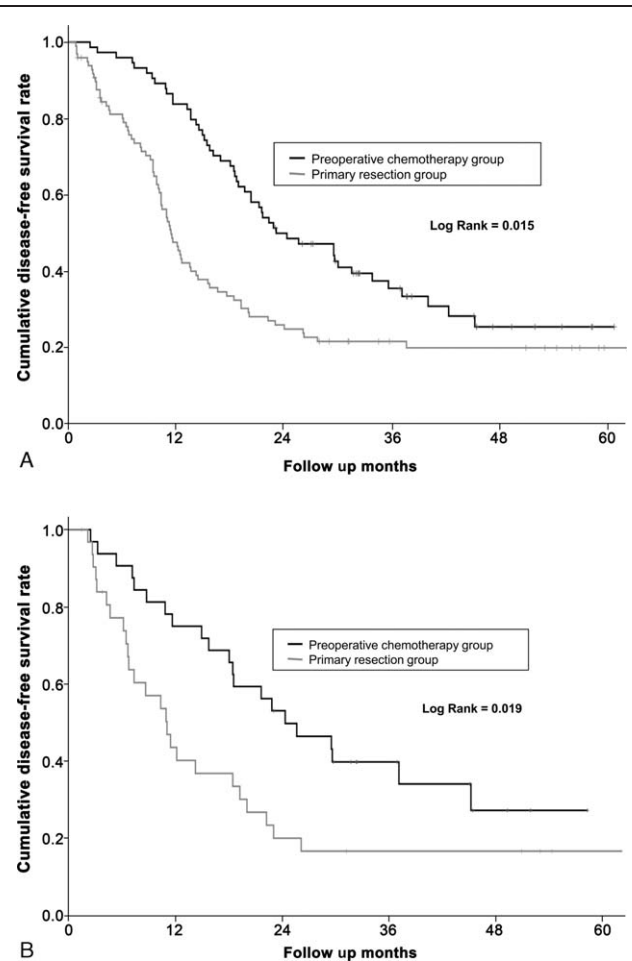 1.0
0.8
0.6
0.4
0.2
0.0
Cumulative disease-free survival rate
Preoperative chemotherapy group
Primary resection group
Log Rank = 0.015
0 12 24 36 48 60
Follow up months
A
1.0
0.8
0.6
0.4
0.2
0.0
Cumulative disease-free survival rate
Preoperative chemotherapy group
Primary resection group
Log Rank = 0.019
0 12 24 36 48 60
Follow up months
B